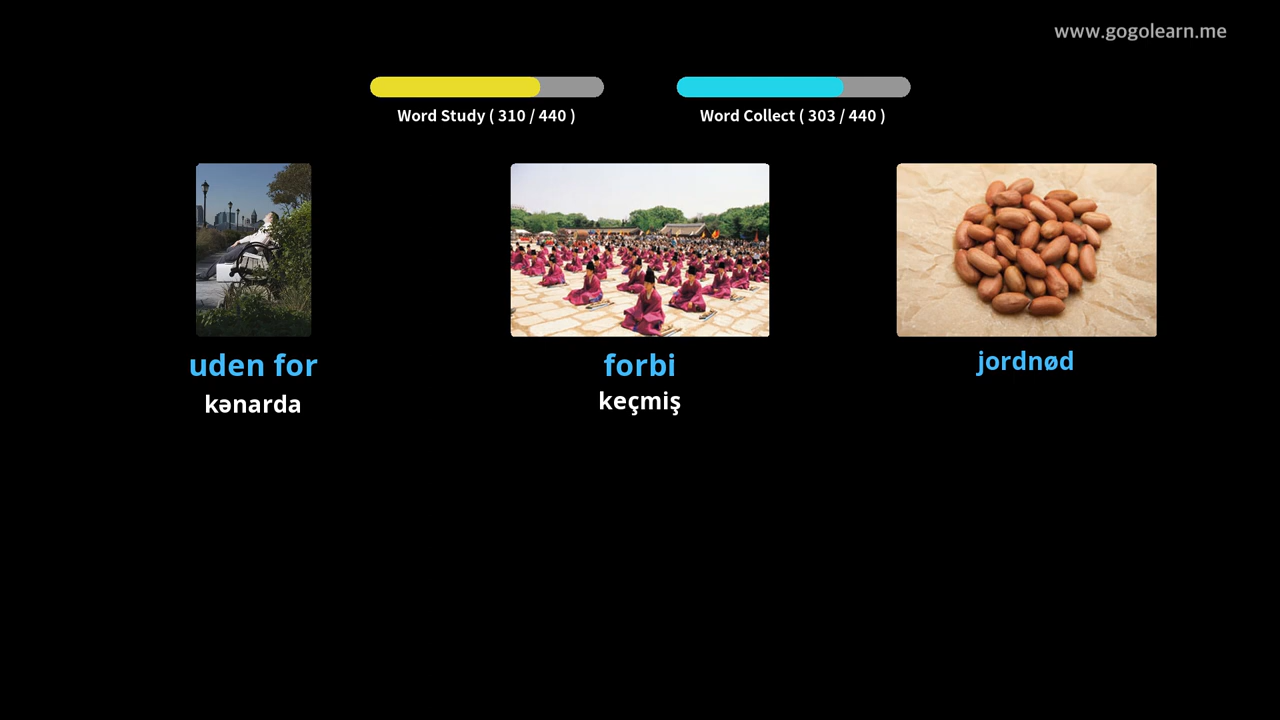 www.gogolearn.me
Word Study ( 310 / 440 )
Word Collect ( 303 / 440 )
uden for
kənarda
forbi
keçmiş
jordnød